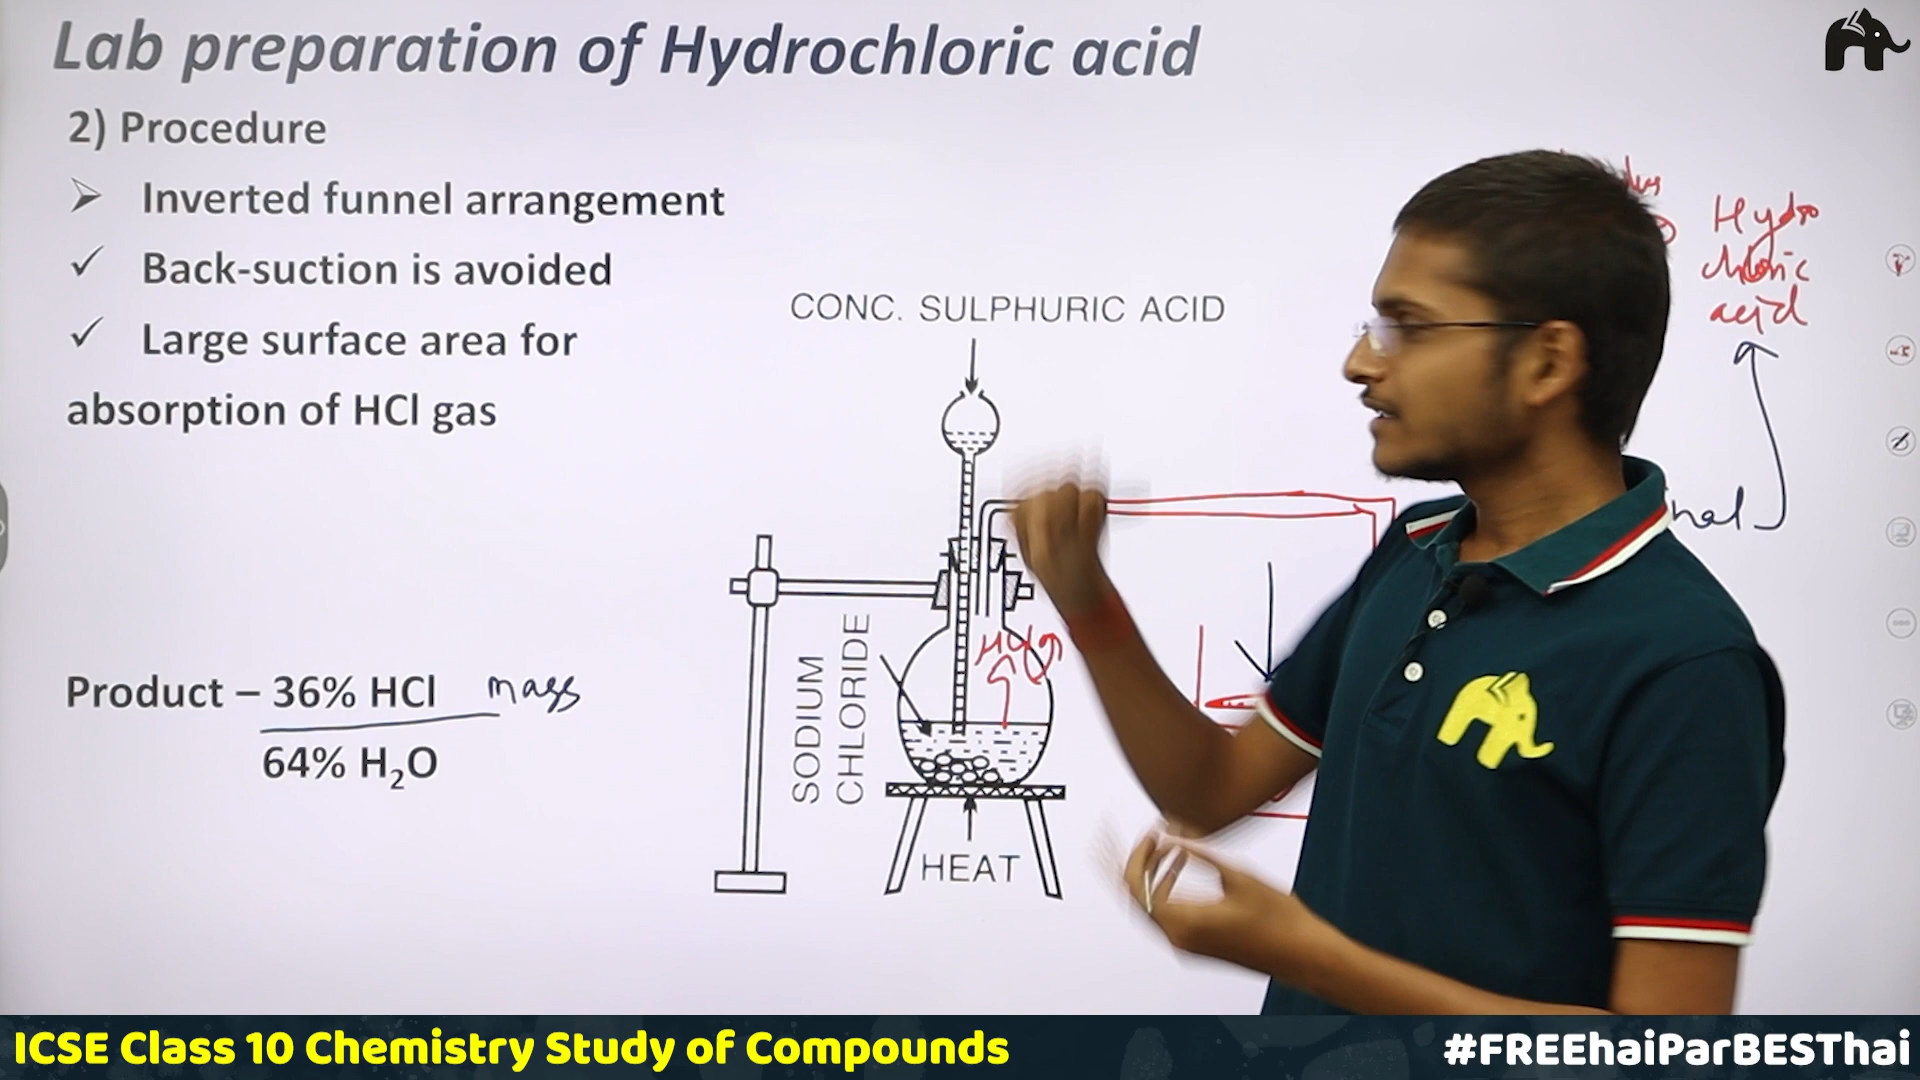 Lab preparation of Hydrochloric acid
2) Procedure
➢ Inverted funnel arrangement
✓ Back-suction is avoided
✓ Large surface area for
absorption of HCl gas
Product – 36% HCl mass
64% H₂O
CONC. SULPHURIC ACID
SODIUM
CHLORIDE
HEAT
Hydro
chloric
acid
ICSE Class 10 Chemistry Study of Compounds
#FREEhaiParBESThai